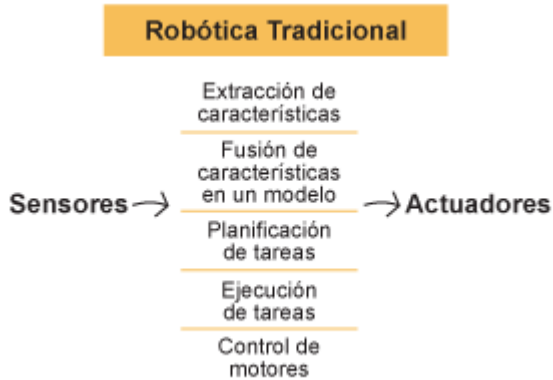 Robótica Tradicional
Extracción de
características
Fusión de
características
en un modelo
Sensores
Actuadores
Planificación
de tareas
Ejecución
de tareas
Control de
motores